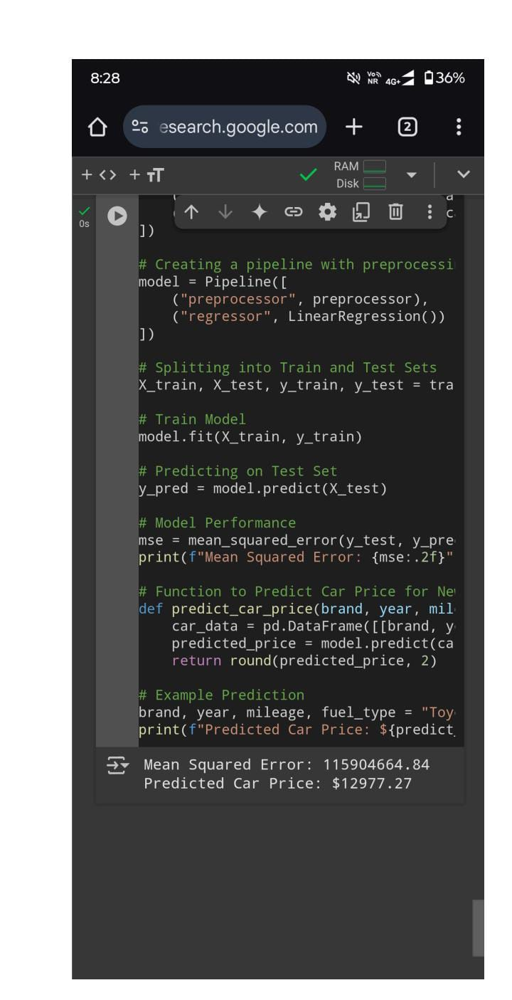 8:28 Vo NR 4G+ 36%
esearch.google.com 2
+ <> + TT RAM
Disk
0s
])
# Creating a pipeline with preprocessi
model = Pipeline([
("preprocessor", preprocessor),
("regressor", LinearRegression())
])
# Splitting into Train and Test Sets
X_train, X_test, y_train, y_test = tra
# Train Model
model.fit(X_train, y_train)
# Predicting on Test Set
y_pred = model.predict(X_test)
# Model Performance
mse = mean_squared_error(y_test, y_pre
print(f"Mean Squared Error: {mse:.2f}"
# Function to Predict Car Price for Ne
def predict_car_price(brand, year, mil
car_data = pd.DataFrame([[brand, y
predicted_price = model.predict(ca
return round(predicted_price, 2)
# Example Prediction
brand, year, mileage, fuel_type = "Toy
print(f"Predicted Car Price: ${predict_
Mean Squared Error: 115904664.84
Predicted Car Price: $12977.27